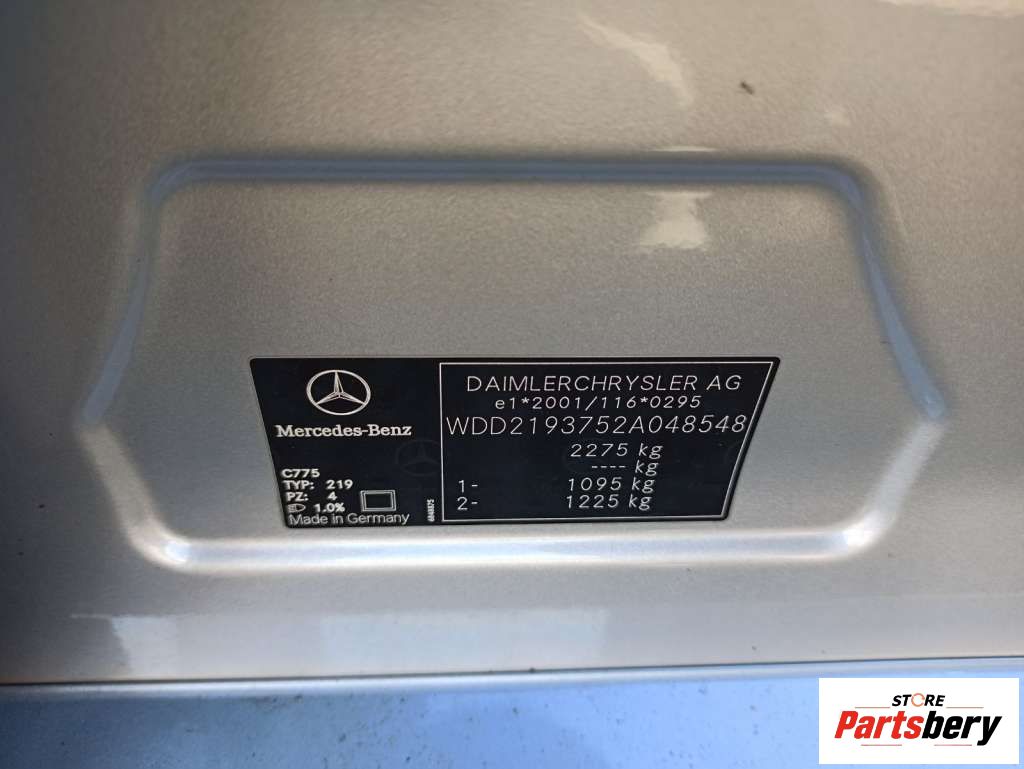 Mercedes-Benz
C775
TYP: 219
PZ: 4
1.0%
Made in Germany
DAIMLERCHRYSLER AG
e1*2001/116*0295
WDD2193752A048548
2275 kg
---- kg
1- 1095 kg
2- 1225 kg
STORE
Partsbery